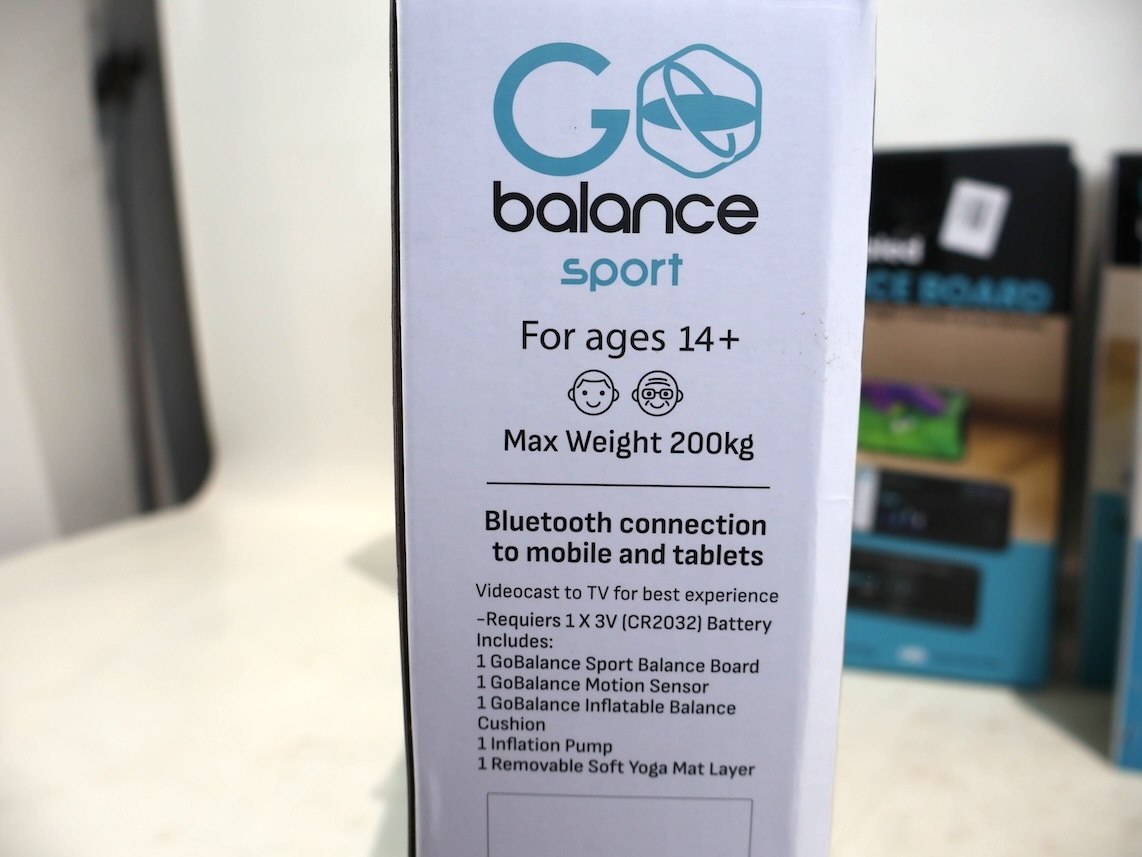 GO
balance
sport
For ages 14+
Max Weight 200kg
Bluetooth connection
to mobile and tablets
Videocast to TV for best experience
-Requiers 1 X 3V (CR2032) Battery
Includes:
1 GoBalance Sport Balance Board
1 GoBalance Motion Sensor
1 GoBalance Inflatable Balance
Cushion
1 Inflation Pump
1 Removable Soft Yoga Mat Layer
BOARD